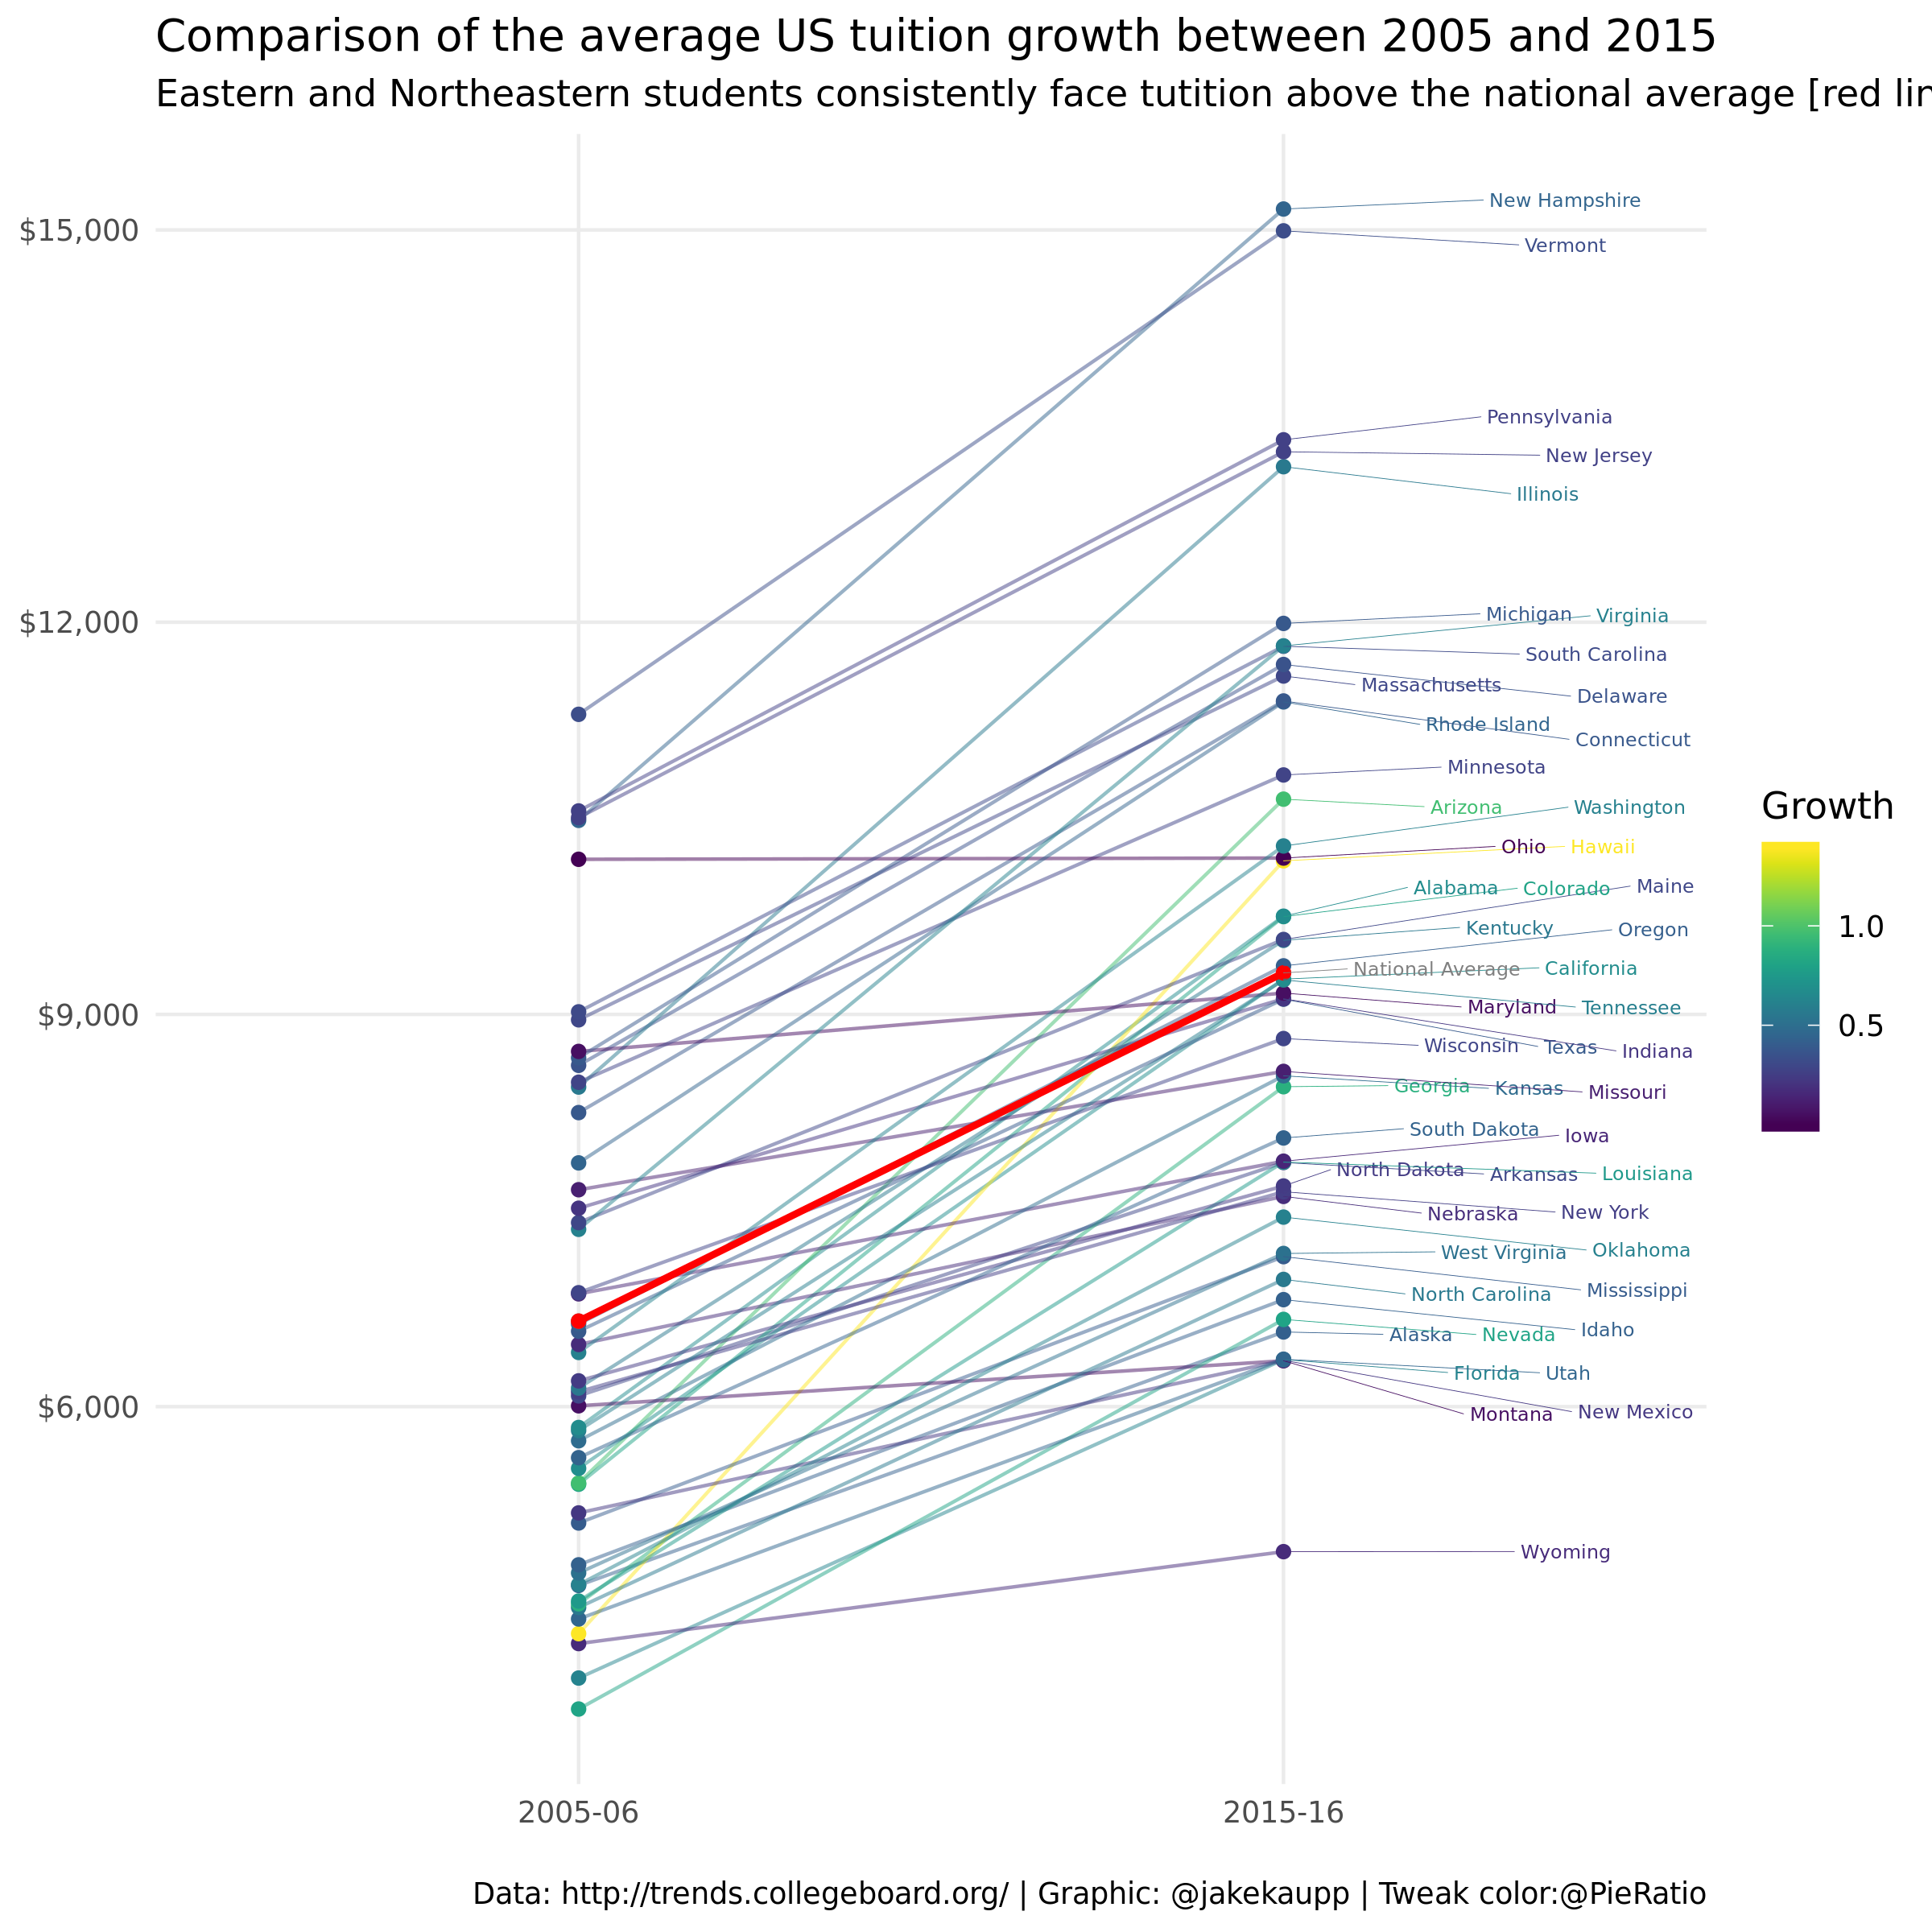 Comparison of the average US tuition growth between 2005 and 2015
Eastern and Northeastern students consistently face tutition above the national average [red lin
$15,000
$12,000
$9,000
$6,000
New Hampshire
Vermont
Pennsylvania
New Jersey
Illinois
Michigan
Virginia
South Carolina
Massachusetts
Delaware
Rhode Island
Connecticut
Minnesota
Arizona
Washington
Ohio
Hawaii
Alabama
Colorado
Maine
Kentucky
Oregon
National Average
California
Maryland
Tennessee
Wisconsin
Texas
Indiana
Georgia
Kansas
Missouri
South Dakota
Iowa
North Dakota
Arkansas
Louisiana
Nebraska
New York
West Virginia
Oklahoma
North Carolina
Mississippi
Alaska
Nevada
Idaho
Florida
Utah
Montana
New Mexico
Wyoming
Growth
1.0
0.5
2005-06
2015-16
Data: http://trends.collegeboard.org/ | Graphic: @jakekaupp | Tweak color:@PieRatio